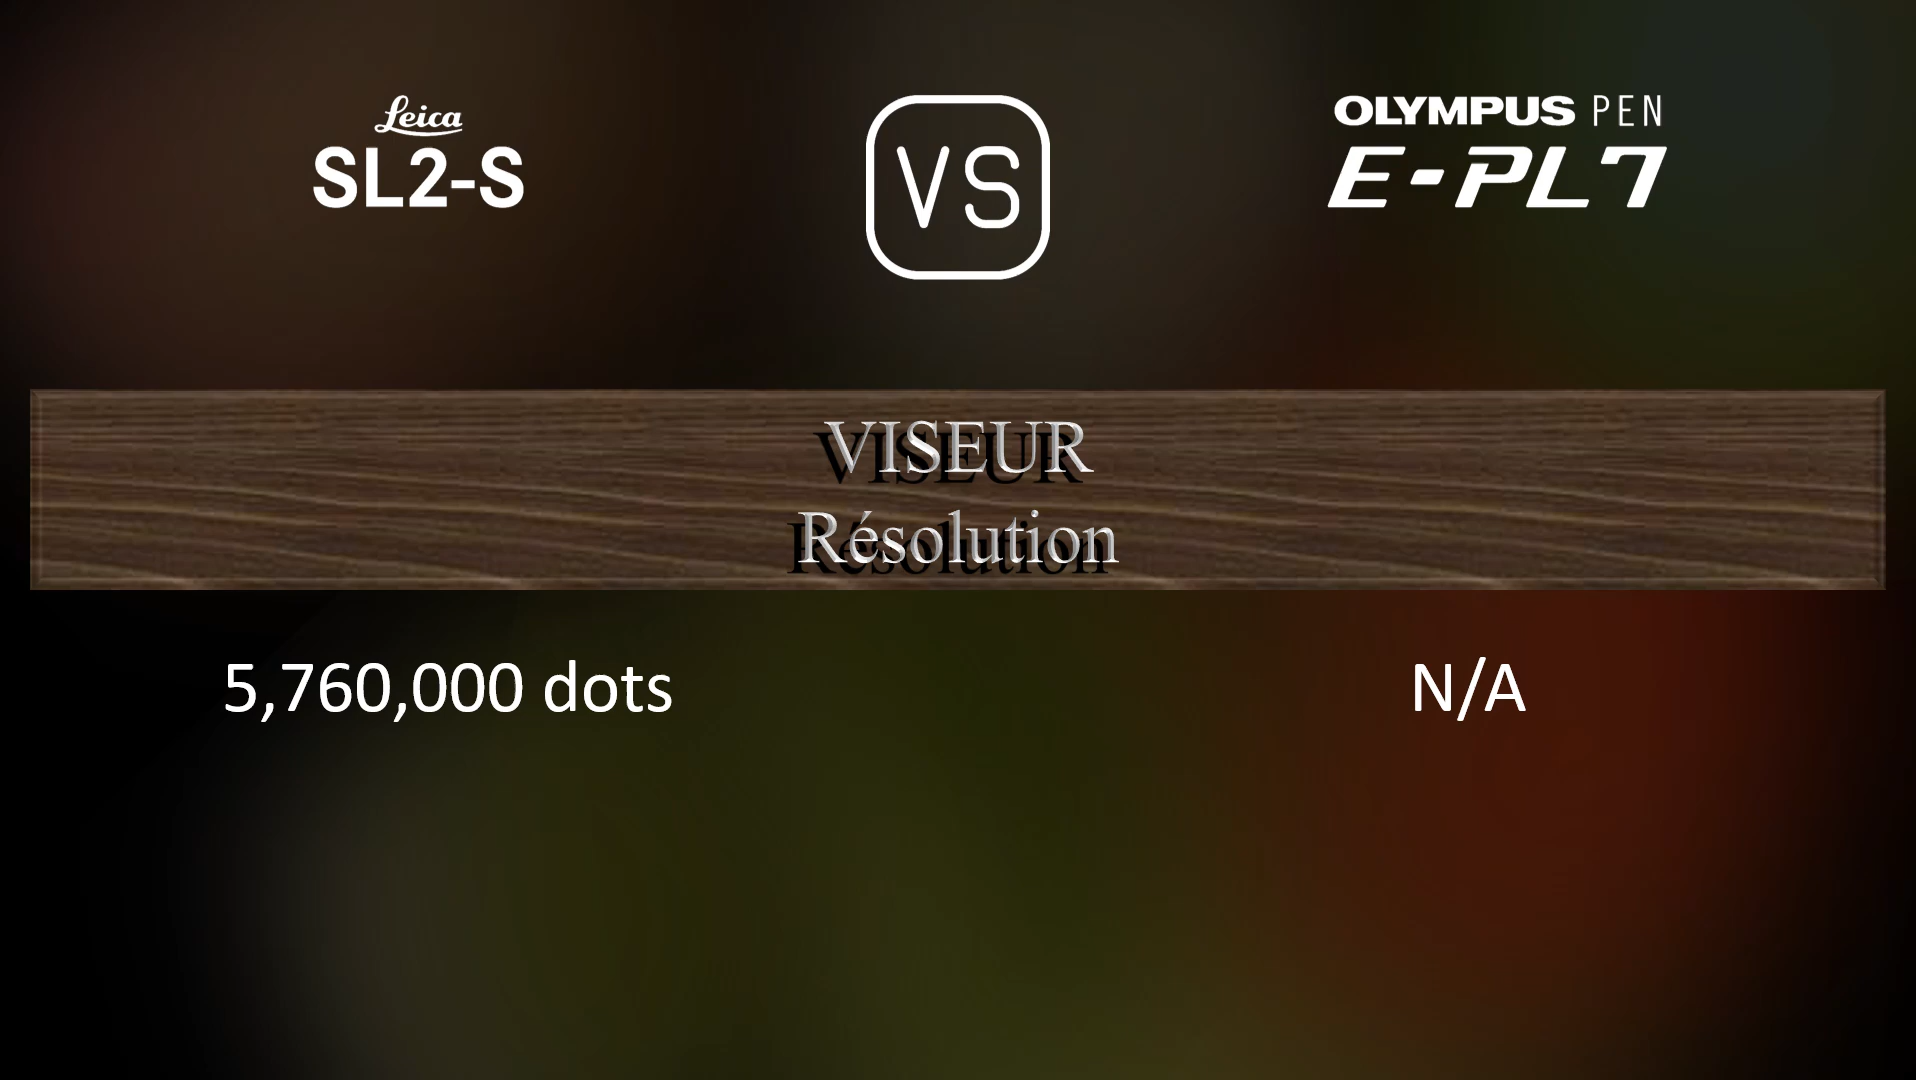 Leica
SL2-S
VS
OLYMPUS PEN
E-PL7
VISEUR
Résolution
5,760,000 dots
N/A